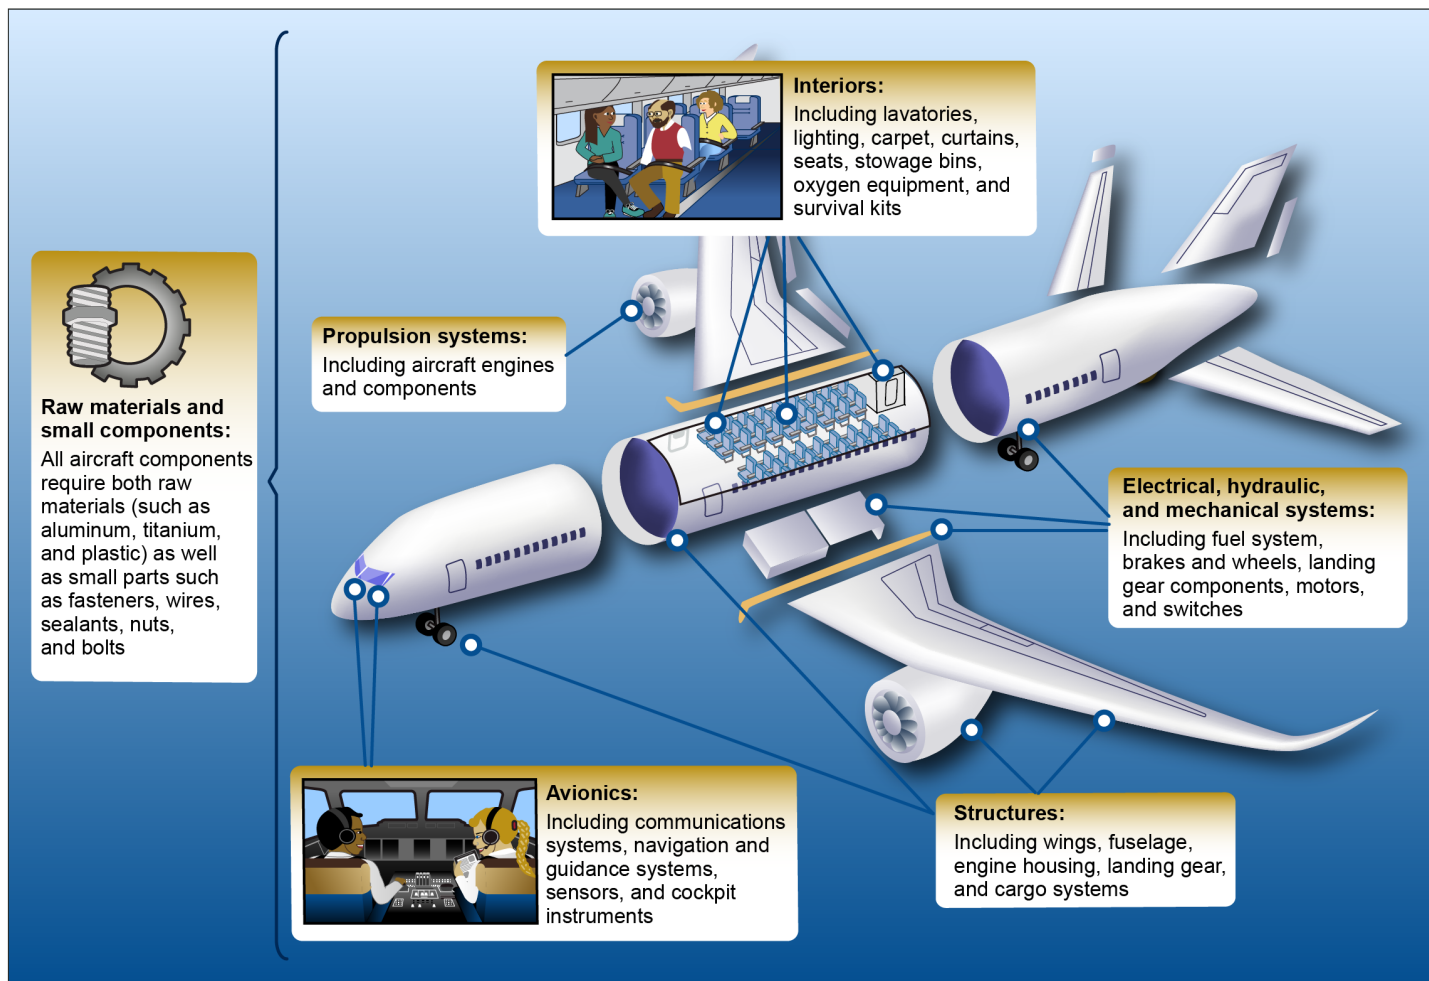 Interiors:
Including lavatories,
lighting, carpet, curtains,
seats, stowage bins,
oxygen equipment, and
survival kits
Propulsion systems:
Including aircraft engines
and components
Raw materials and
small components:
All aircraft components
require both raw
materials (such as
aluminum, titanium,
and plastic) as well
as small parts such
as fasteners, wires,
sealants, nuts,
and bolts
Electrical, hydraulic,
and mechanical systems:
Including fuel system,
brakes and wheels, landing
gear components, motors,
and switches
Avionics:
Including communications
systems, navigation and
guidance systems,
sensors, and cockpit
instruments
Structures:
Including wings, fuselage,
engine housing, landing gear,
and cargo systems